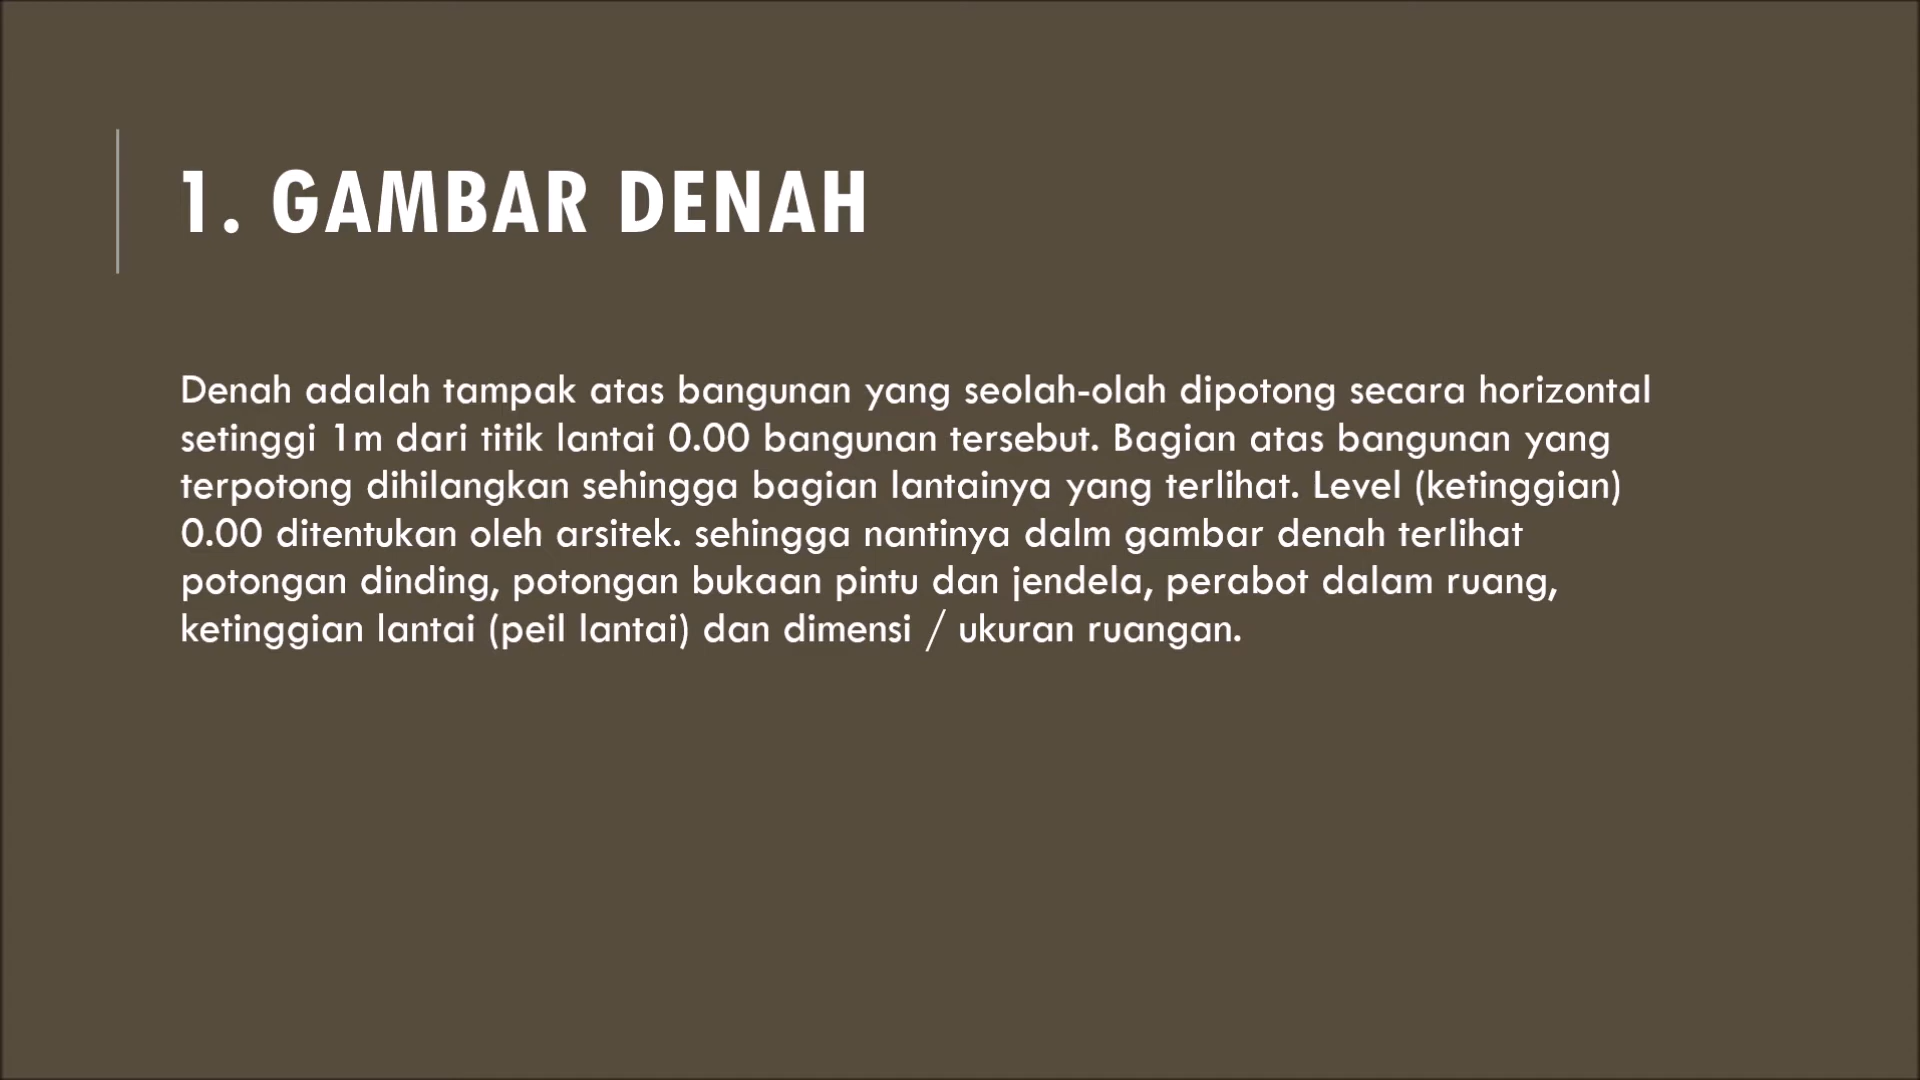 1. GAMBAR DENAH
Denah adalah tampak atas bangunan yang seolah-olah dipotong secara horizontal
setinggi 1m dari titik lantai 0.00 bangunan tersebut. Bagian atas bangunan yang
terpotong dihilangkan sehingga bagian lantainya yang terlihat. Level (ketinggian)
0.00 ditentukan oleh arsitek. sehingga nantinya dalm gambar denah terlihat
potongan dinding, potongan bukaan pintu dan jendela, perabot dalam ruang,
ketinggian lantai (peil lantai) dan dimensi / ukuran ruangan.